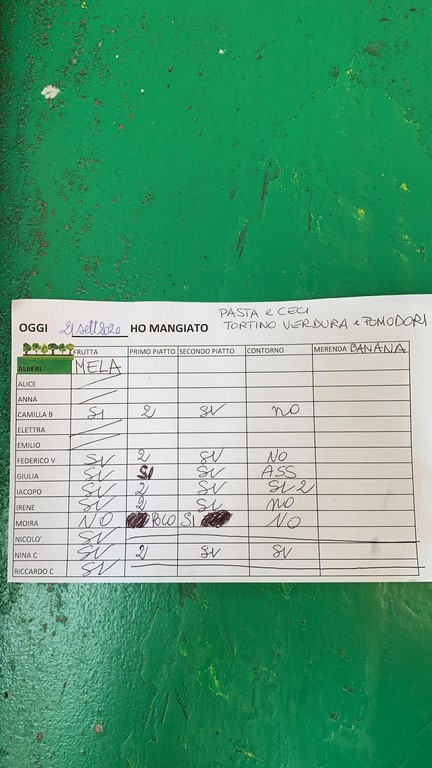 PASTA e CECI
OGGI 21 sett 2020 HO MANGIATO TORTINO VERDURA e POMODORI
FRUTTA PRIMO PIATTO SECONDO PIATTO CONTORNO MERENDA BANANA
ALBERI MELA
ALICE
ANNA
CAMILLA B SI 2 SI NO
ELETTRA
EMILIO
FEDERICO V SI 2 SI NO
GIULIA SI SI SI ASS
IACOPO SI 2 SI SI 2
IRENE SI 2 SI NO
MOIRA NO POCO SI NO
NICOLO' SI
NINA C SI 2 SI SI
RICCARDO C SI